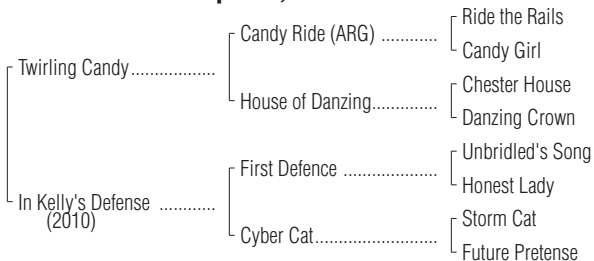 Ride the Rails
Candy Ride (ARG) ............
Candy Girl
Twirling Candy..................
Chester House
House of Danzing..............
Danzing Crown
Unbridled's Song
First Defence ....................
Honest Lady
In Kelly's Defense ............
(2010)
Storm Cat
Cyber Cat..........................
Future Pretense